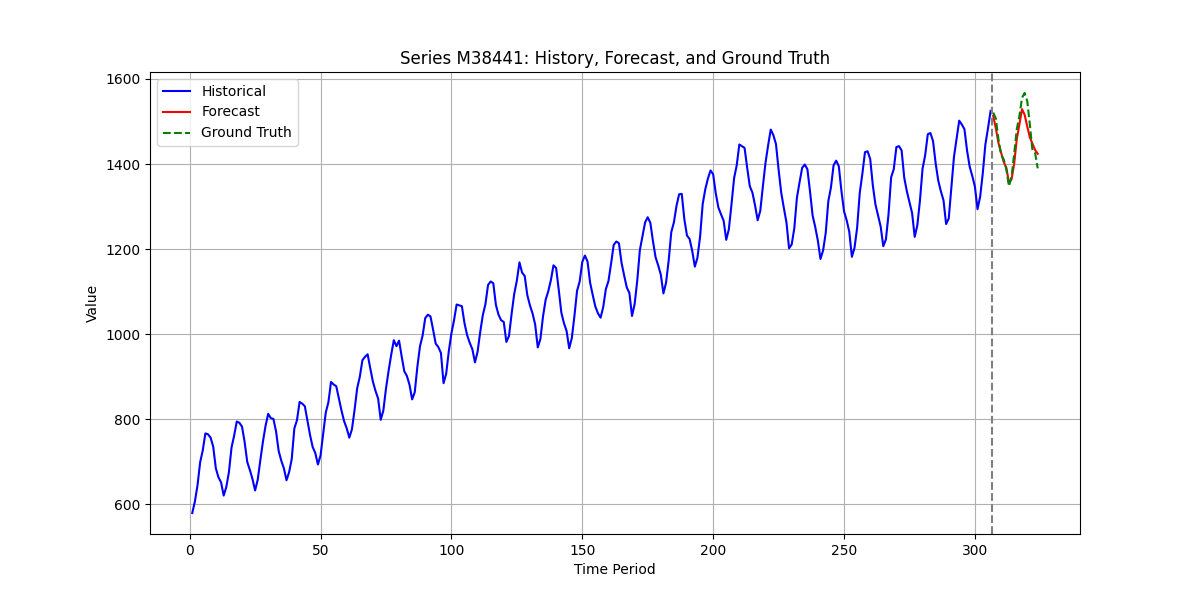 Series M38441: History, Forecast, and Ground Truth
Historical
Forecast
Ground Truth
1600
1400
1200
1000
800
600
Value
0 50 100 150 200 250 300
Time Period